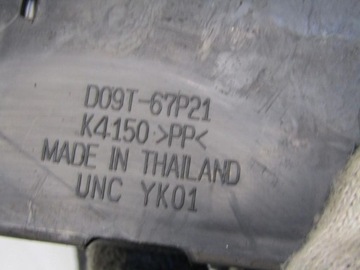 D09T-67P21
K4150 >PP<
MADE IN THAILAND
UNC YK01